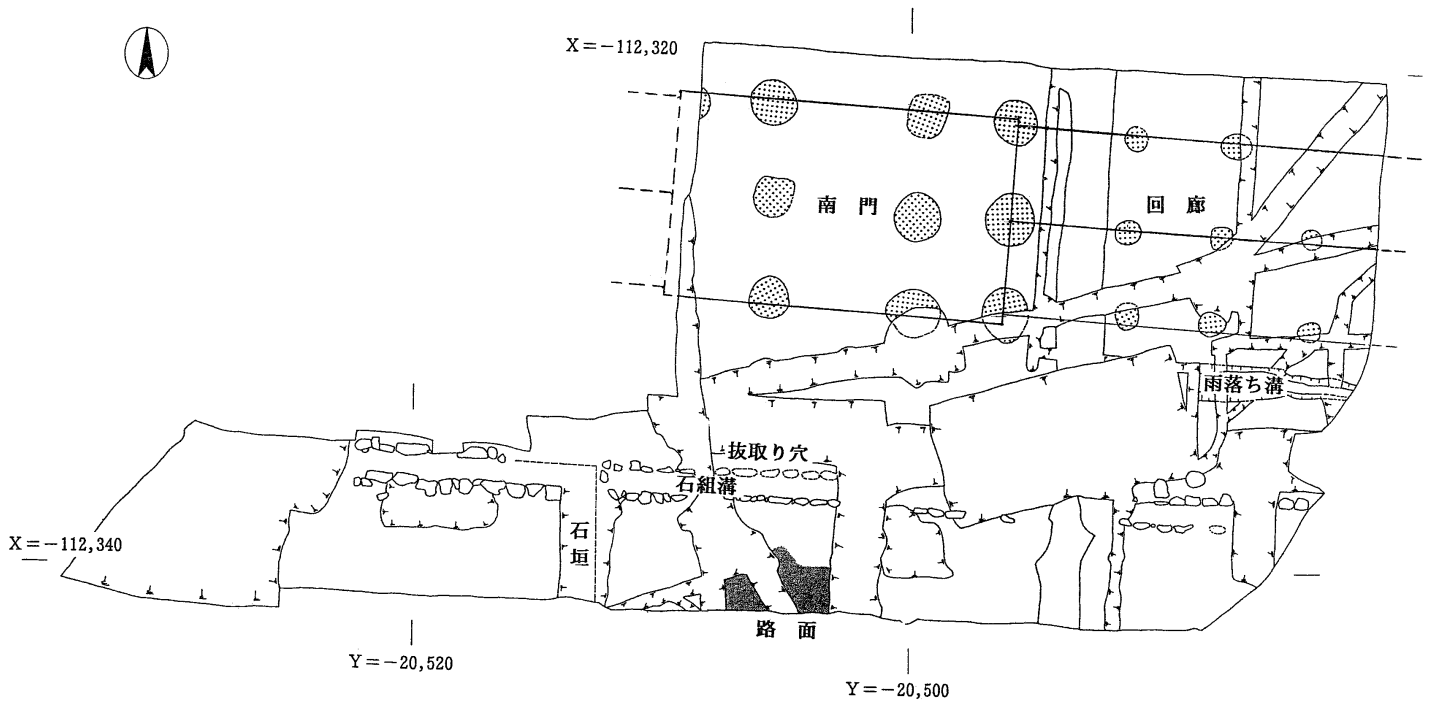 X=−112,320
南門
回廊
雨落ち溝
抜取り穴
石組溝
石垣
X=−112,340
路面
Y=−20,520
Y=−20,500